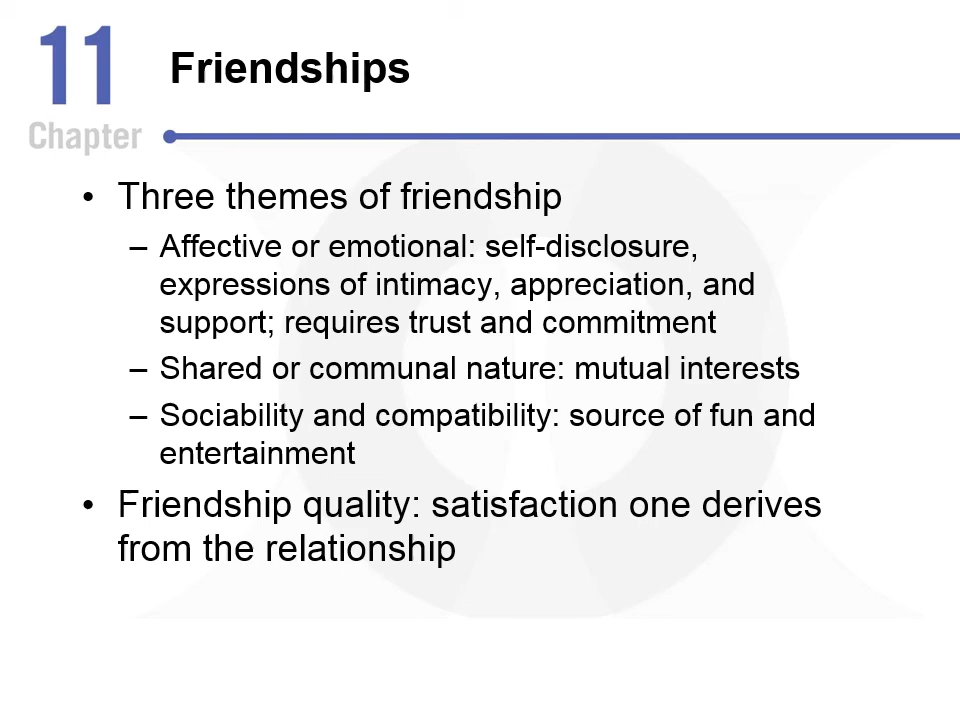 11
Chapter
Friendships
• Three themes of friendship
– Affective or emotional: self-disclosure,
expressions of intimacy, appreciation, and
support; requires trust and commitment
– Shared or communal nature: mutual interests
– Sociability and compatibility: source of fun and
entertainment
• Friendship quality: satisfaction one derives
from the relationship